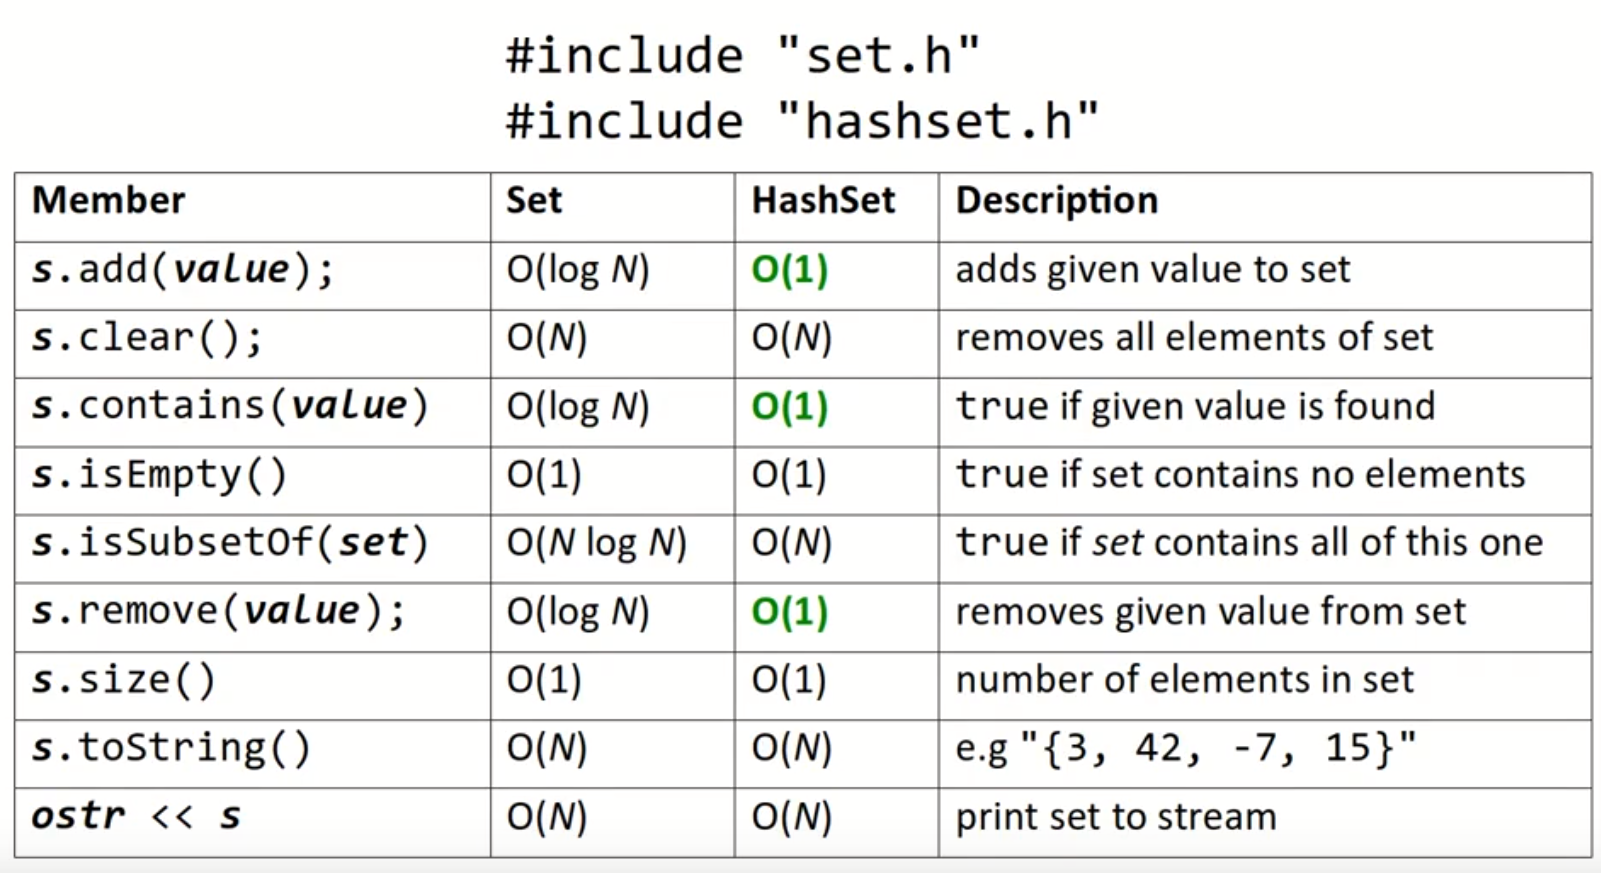 #include "set.h"
#include "hashset.h"
Member Set HashSet Description
s.add(value); O(log N) O(1) adds given value to set
s.clear(); O(N) O(N) removes all elements of set
s.contains(value) O(log N) O(1) true if given value is found
s.isEmpty() O(1) O(1) true if set contains no elements
s.isSubsetOf(set) O(N log N) O(N) true if set contains all of this one
s.remove(value); O(log N) O(1) removes given value from set
s.size() O(1) O(1) number of elements in set
s.toString() O(N) O(N) e.g "{3, 42, -7, 15}"
ostr << s O(N) O(N) print set to stream